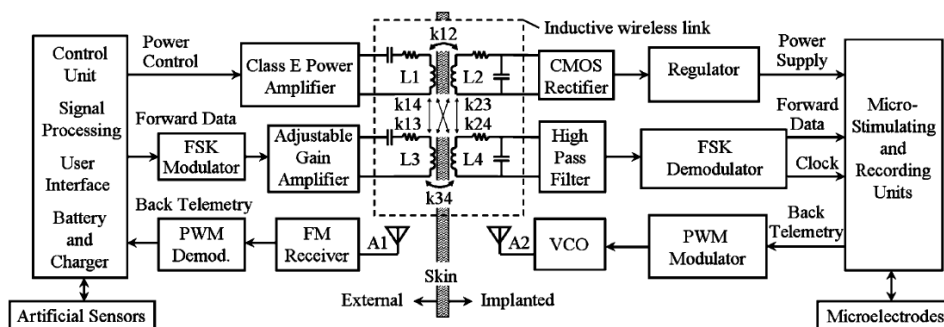 Control
Unit
Signal
Processing
User
Interface
Battery
and
Charger
Artificial Sensors
Power
Control
Class E Power
Amplifier
k12
L1
L2
Inductive wireless link
CMOS
Rectifier
Regulator
Power
Supply
Forward Data
FSK
Modulator
Adjustable
Gain
Amplifier
k14
k13
k23
k24
L3
L4
k34
High
Pass
Filter
FSK
Demodulator
Forward
Data
Clock
Micro-
Stimulating
and
Recording
Units
Back Telemetry
PWM
Demod.
FM
Receiver
A1
A2
VCO
PWM
Modulator
Back
Telemetry
Skin
External
Implanted
Microelectrodes